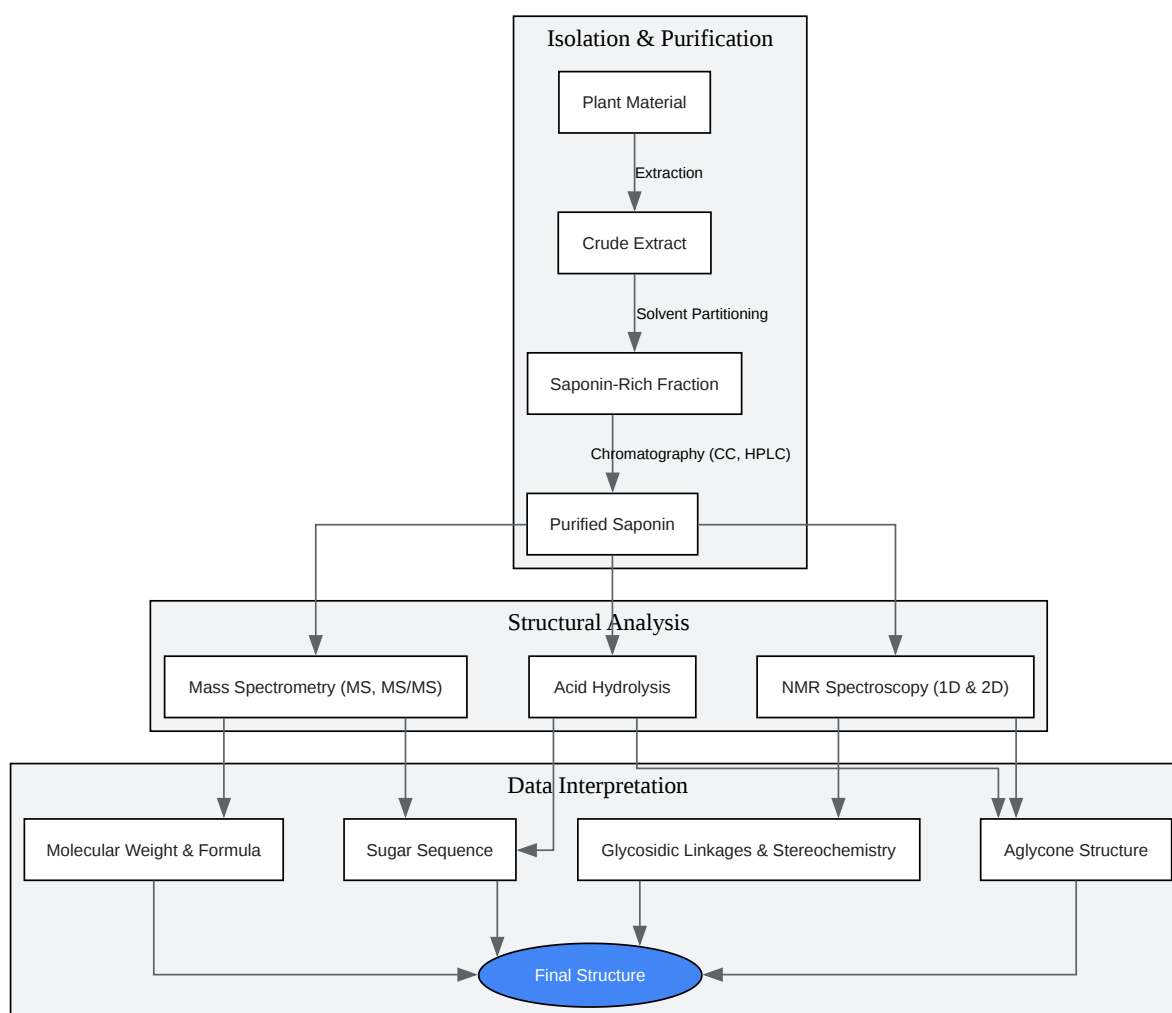 Isolation & Purification
Plant Material
Extraction
Crude Extract
Solvent Partitioning
Saponin-Rich Fraction
Chromatography (CC, HPLC)
Purified Saponin
Structural Analysis
Mass Spectrometry (MS, MS/MS)
Acid Hydrolysis
NMR Spectroscopy (1D & 2D)
Data Interpretation
Molecular Weight & Formula
Sugar Sequence
Glycosidic Linkages & Stereochemistry
Aglycone Structure
Final Structure